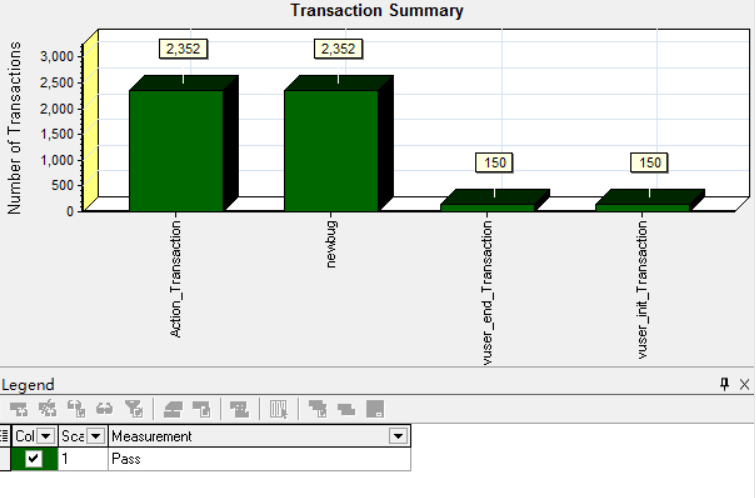 Transaction Summary
Number of Transactions
3,000
2,500
2,000
1,500
1,000
500
0
2,352
2,352
150
150
Action_Transaction
newbug
vuser_end_Transaction
vuser_init_Transaction
Legend
Col Sca Measurement
1 Pass